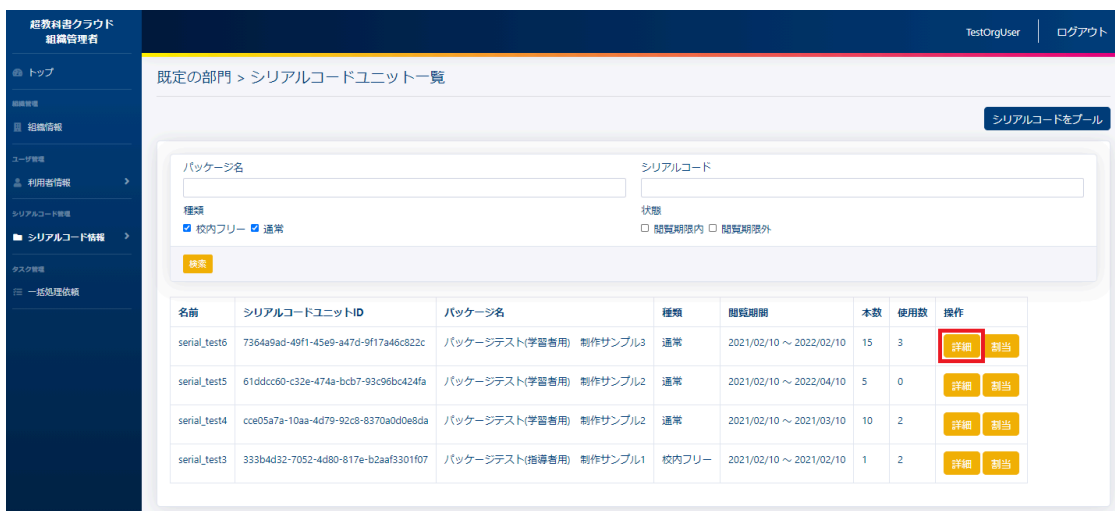 超教科書クラウド
組織管理者
TestOrgUser
ログアウト
トップ
組織管理
組織情報
ユーザ管理
利用者情報
シリアルコード管理
シリアルコード情報
タスク管理
一括処理依頼
既定の部門 > シリアルコードユニット一覧
シリアルコードをプール
パッケージ名 シリアルコード
種類 状態
校内フリー 通常 閲覧期限内 閲覧期限外
検索
名前 シリアルコードユニットID パッケージ名 種類 閲覧期間 本数 使用数 操作
serial_test6 7364a9ad-49f1-45e9-a47d-9f17a46c822c パッケージテスト(学習者用) 制作サンプル3 通常 2021/02/10 ～ 2022/02/10 15 3 詳細 割当
serial_test5 61ddcc60-c32e-474a-bcb7-93c96bc424fa パッケージテスト(学習者用) 制作サンプル2 通常 2021/02/10 ～ 2022/04/10 5 0 詳細 割当
serial_test4 cce05a7a-10aa-4d79-92c8-8370a0d0e8da パッケージテスト(学習者用) 制作サンプル2 通常 2021/02/10 ～ 2021/03/10 10 2 詳細 割当
serial_test3 333b4d32-7052-4d80-817e-b2aaf3301f07 パッケージテスト(指導者用) 制作サンプル1 校内フリー 2021/02/10 ～ 2021/02/10 1 2 詳細 割当